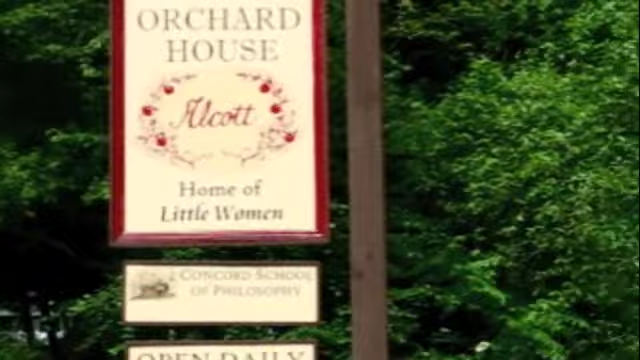 ORCHARD
HOUSE
Alcott
Home of
Little Women
CONCORD SCHOOL
OF PHILOSOPHY
OPEN DAILY